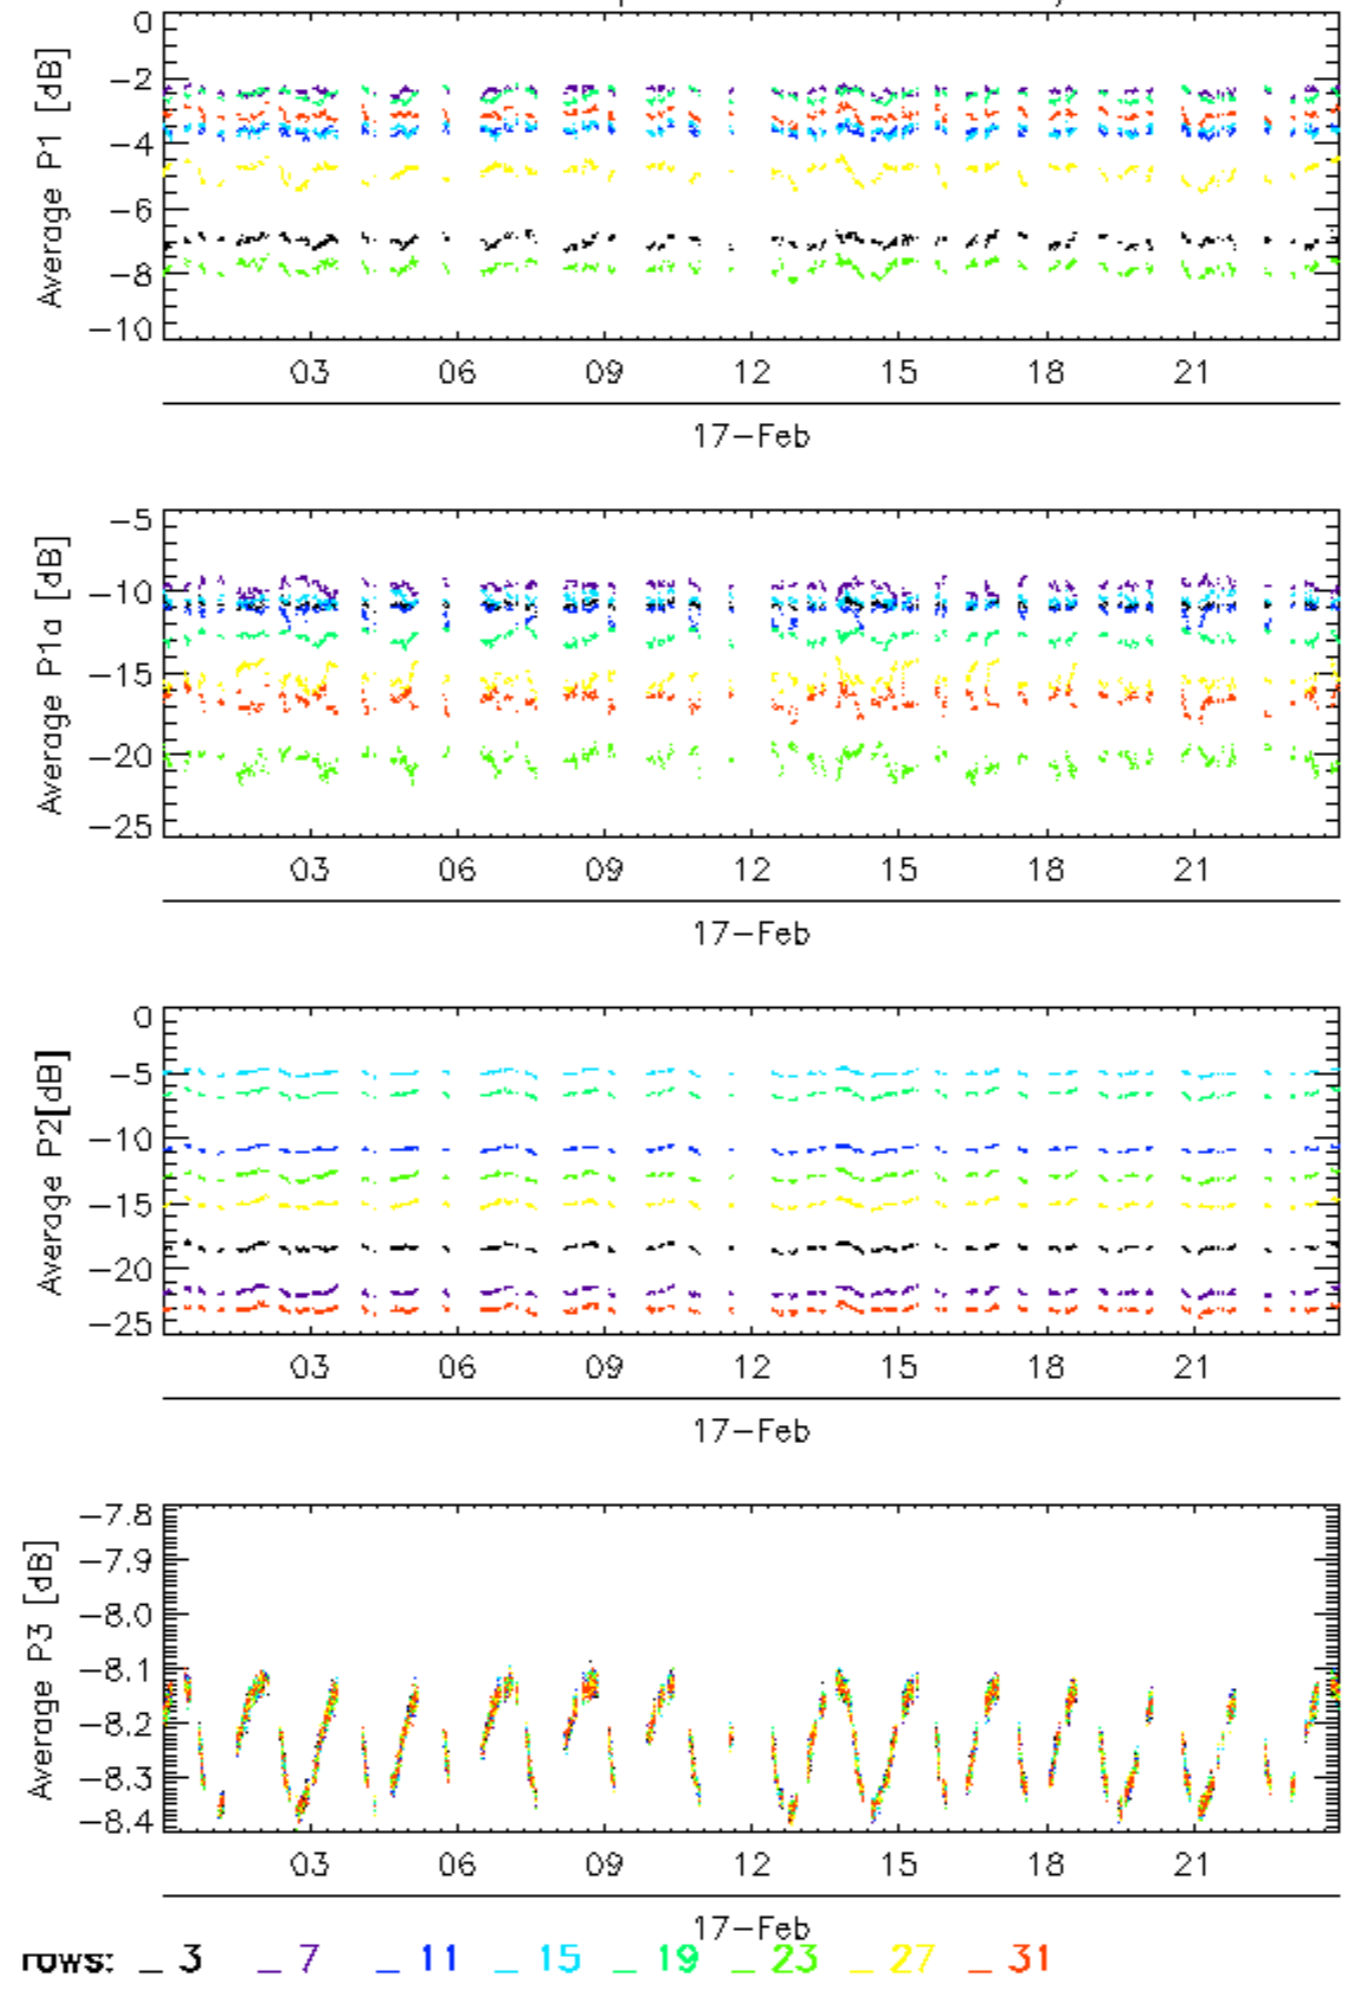 0
−2
−4
−6
−8
−10
Average P1 [dB]
03 06 09 12 15 18 21
17−Feb
−5
−10
−15
−20
−25
Average P1a [dB]
03 06 09 12 15 18 21
17−Feb
0
−5
−10
−15
−20
−25
Average P2[dB]
03 06 09 12 15 18 21
17−Feb
−7.8
−7.9
−8.0
−8.1
−8.2
−8.3
−8.4
Average P3 [dB]
03 06 09 12 15 18 21
17−Feb
rows: _ 3 _ 7 _ 11 _ 15 _ 19 _ 23 _ 27 _ 31